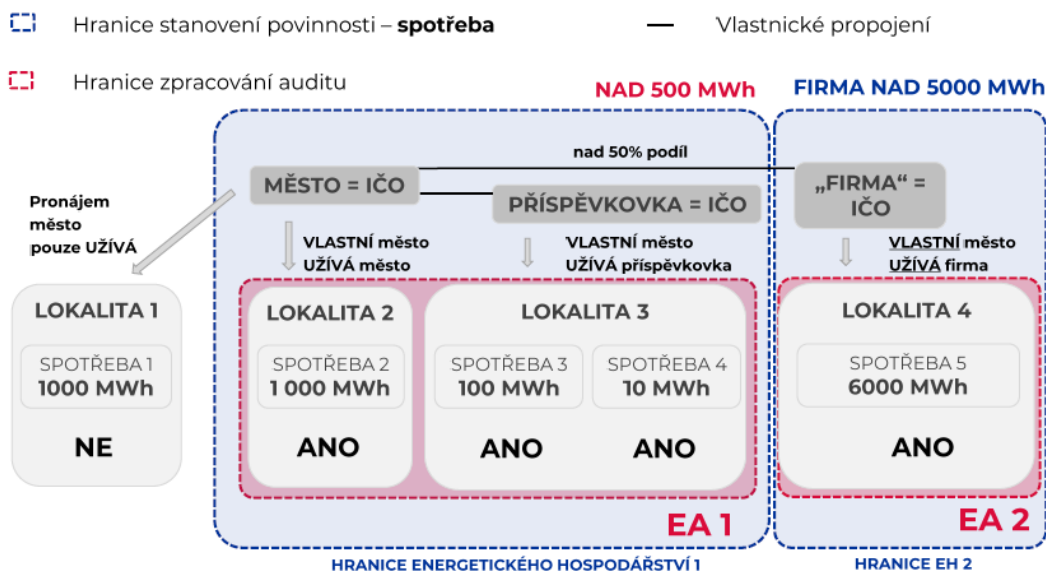 Hranice stanovení povinnosti – spotřeba
Vlastnické propojení
Hranice zpracování auditu
NAD 500 MWh
FIRMA NAD 5000 MWh
nad 50% podíl
MĚSTO = IČO
PŘÍSPĚVKOVKA = IČO
„FIRMA“ =
IČO
Pronájem
město
pouze UŽÍVÁ
VLASTNÍ město
UŽÍVÁ město
VLASTNÍ město
UŽÍVÁ příspěvkovka
VLASTNÍ město
UŽÍVÁ firma
LOKALITA 1
SPOTŘEBA 1
1000 MWh
NE
LOKALITA 2
SPOTŘEBA 2
1 000 MWh
ANO
LOKALITA 3
SPOTŘEBA 3
100 MWh
ANO
SPOTŘEBA 4
10 MWh
ANO
LOKALITA 4
SPOTŘEBA 5
6000 MWh
ANO
EA 1
EA 2
HRANICE ENERGETICKÉHO HOSPODÁŘSTVÍ 1
HRANICE EH 2